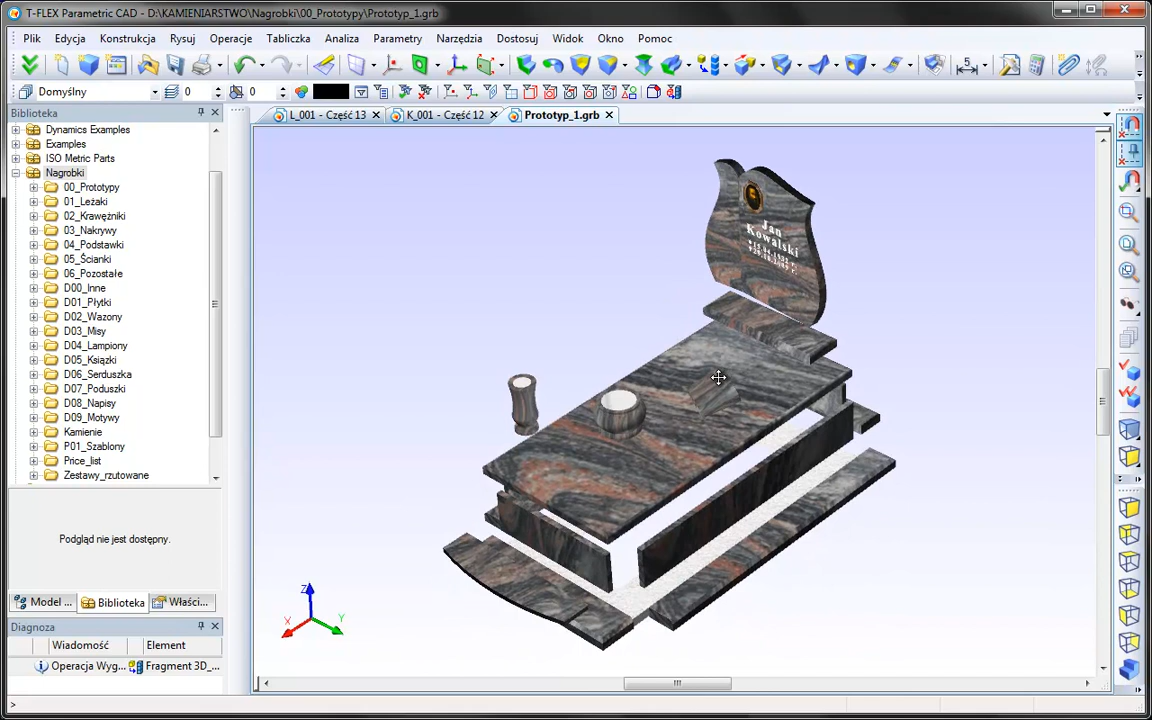 T-FLEX Parametric CAD - D:\KAMIENIARSTWO\Nagrobki\00_Prototypy\Prototyp_1.grb
Plik Edycja Konstrukcja Rysuj Operacje Tabliczka Analiza Parametry Narzędzia Dostosuj Widok Okno Pomoc
Domyślny 0 0
Biblioteka
L_001 - Część 13
K_001 - Część 12
Prototyp_1.grb
Dynamics Examples
Examples
ISO Metric Parts
Nagrobki
00_Prototypy
01_Leżaki
02_Krawężniki
03_Nakrywy
04_Podstawki
05_Ścianki
06_Pozostałe
D00_Inne
D01_Płytki
D02_Wazony
D03_Misy
D04_Lampiony
D05_Ksiązki
D06_Serduszka
D07_Poduszki
D08_Napisy
D09_Motywy
Kamienie
P01_Szablony
Price_list
Zestawy_rzutowane
Jan
Kowalski
Podgląd nie jest dostępny.
Model ...
Biblioteka
Właści...
Diagnoza
Wiadomość Element
Operacja Wyg... Fragment 3D_...
Z
X
Y
>